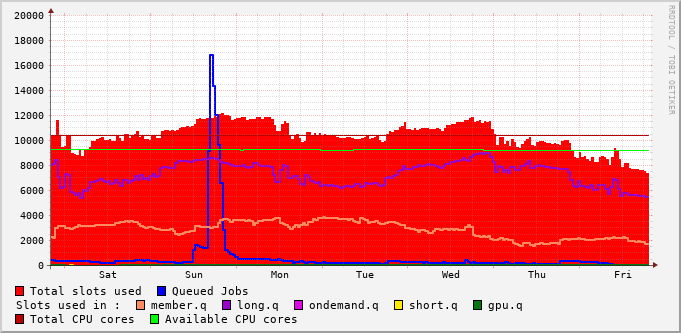 20000
18000
16000
14000
12000
10000
8000
6000
4000
2000
0
Sat Sun Mon Tue Wed Thu Fri
Total slots used Queued Jobs
Slots used in : member.q long.q ondemand.q short.q gpu.q
Total CPU cores Available CPU cores
RRDTOOL / TOBI OETIKER